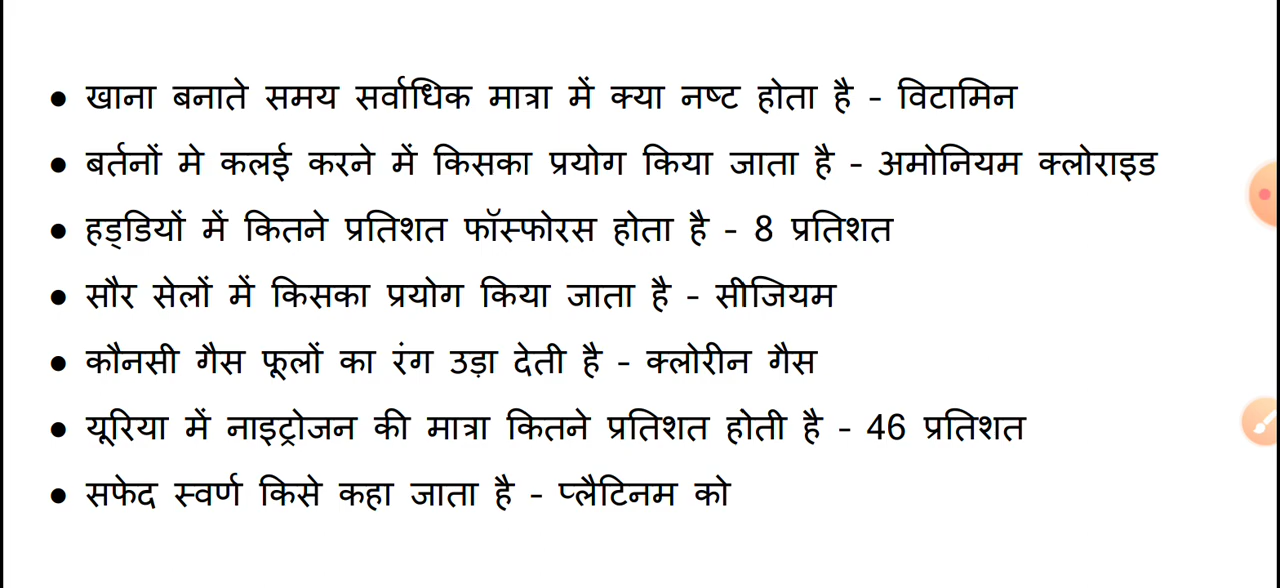 • खाना बनाते समय सर्वाधिक मात्रा में क्या नष्ट होता है - विटामिन
• बर्तनों मे कलई करने में किसका प्रयोग किया जाता है - अमोनियम क्लोराइड
• हड्डियों में कितने प्रतिशत फॉस्फोरस होता है - 8 प्रतिशत
• सौर सेलों में किसका प्रयोग किया जाता है - सीजियम
• कौनसी गैस फूलों का रंग उड़ा देती है - क्लोरीन गैस
• यूरिया में नाइट्रोजन की मात्रा कितने प्रतिशत होती है - 46 प्रतिशत
• सफेद स्वर्ण किसे कहा जाता है - प्लैटिनम को